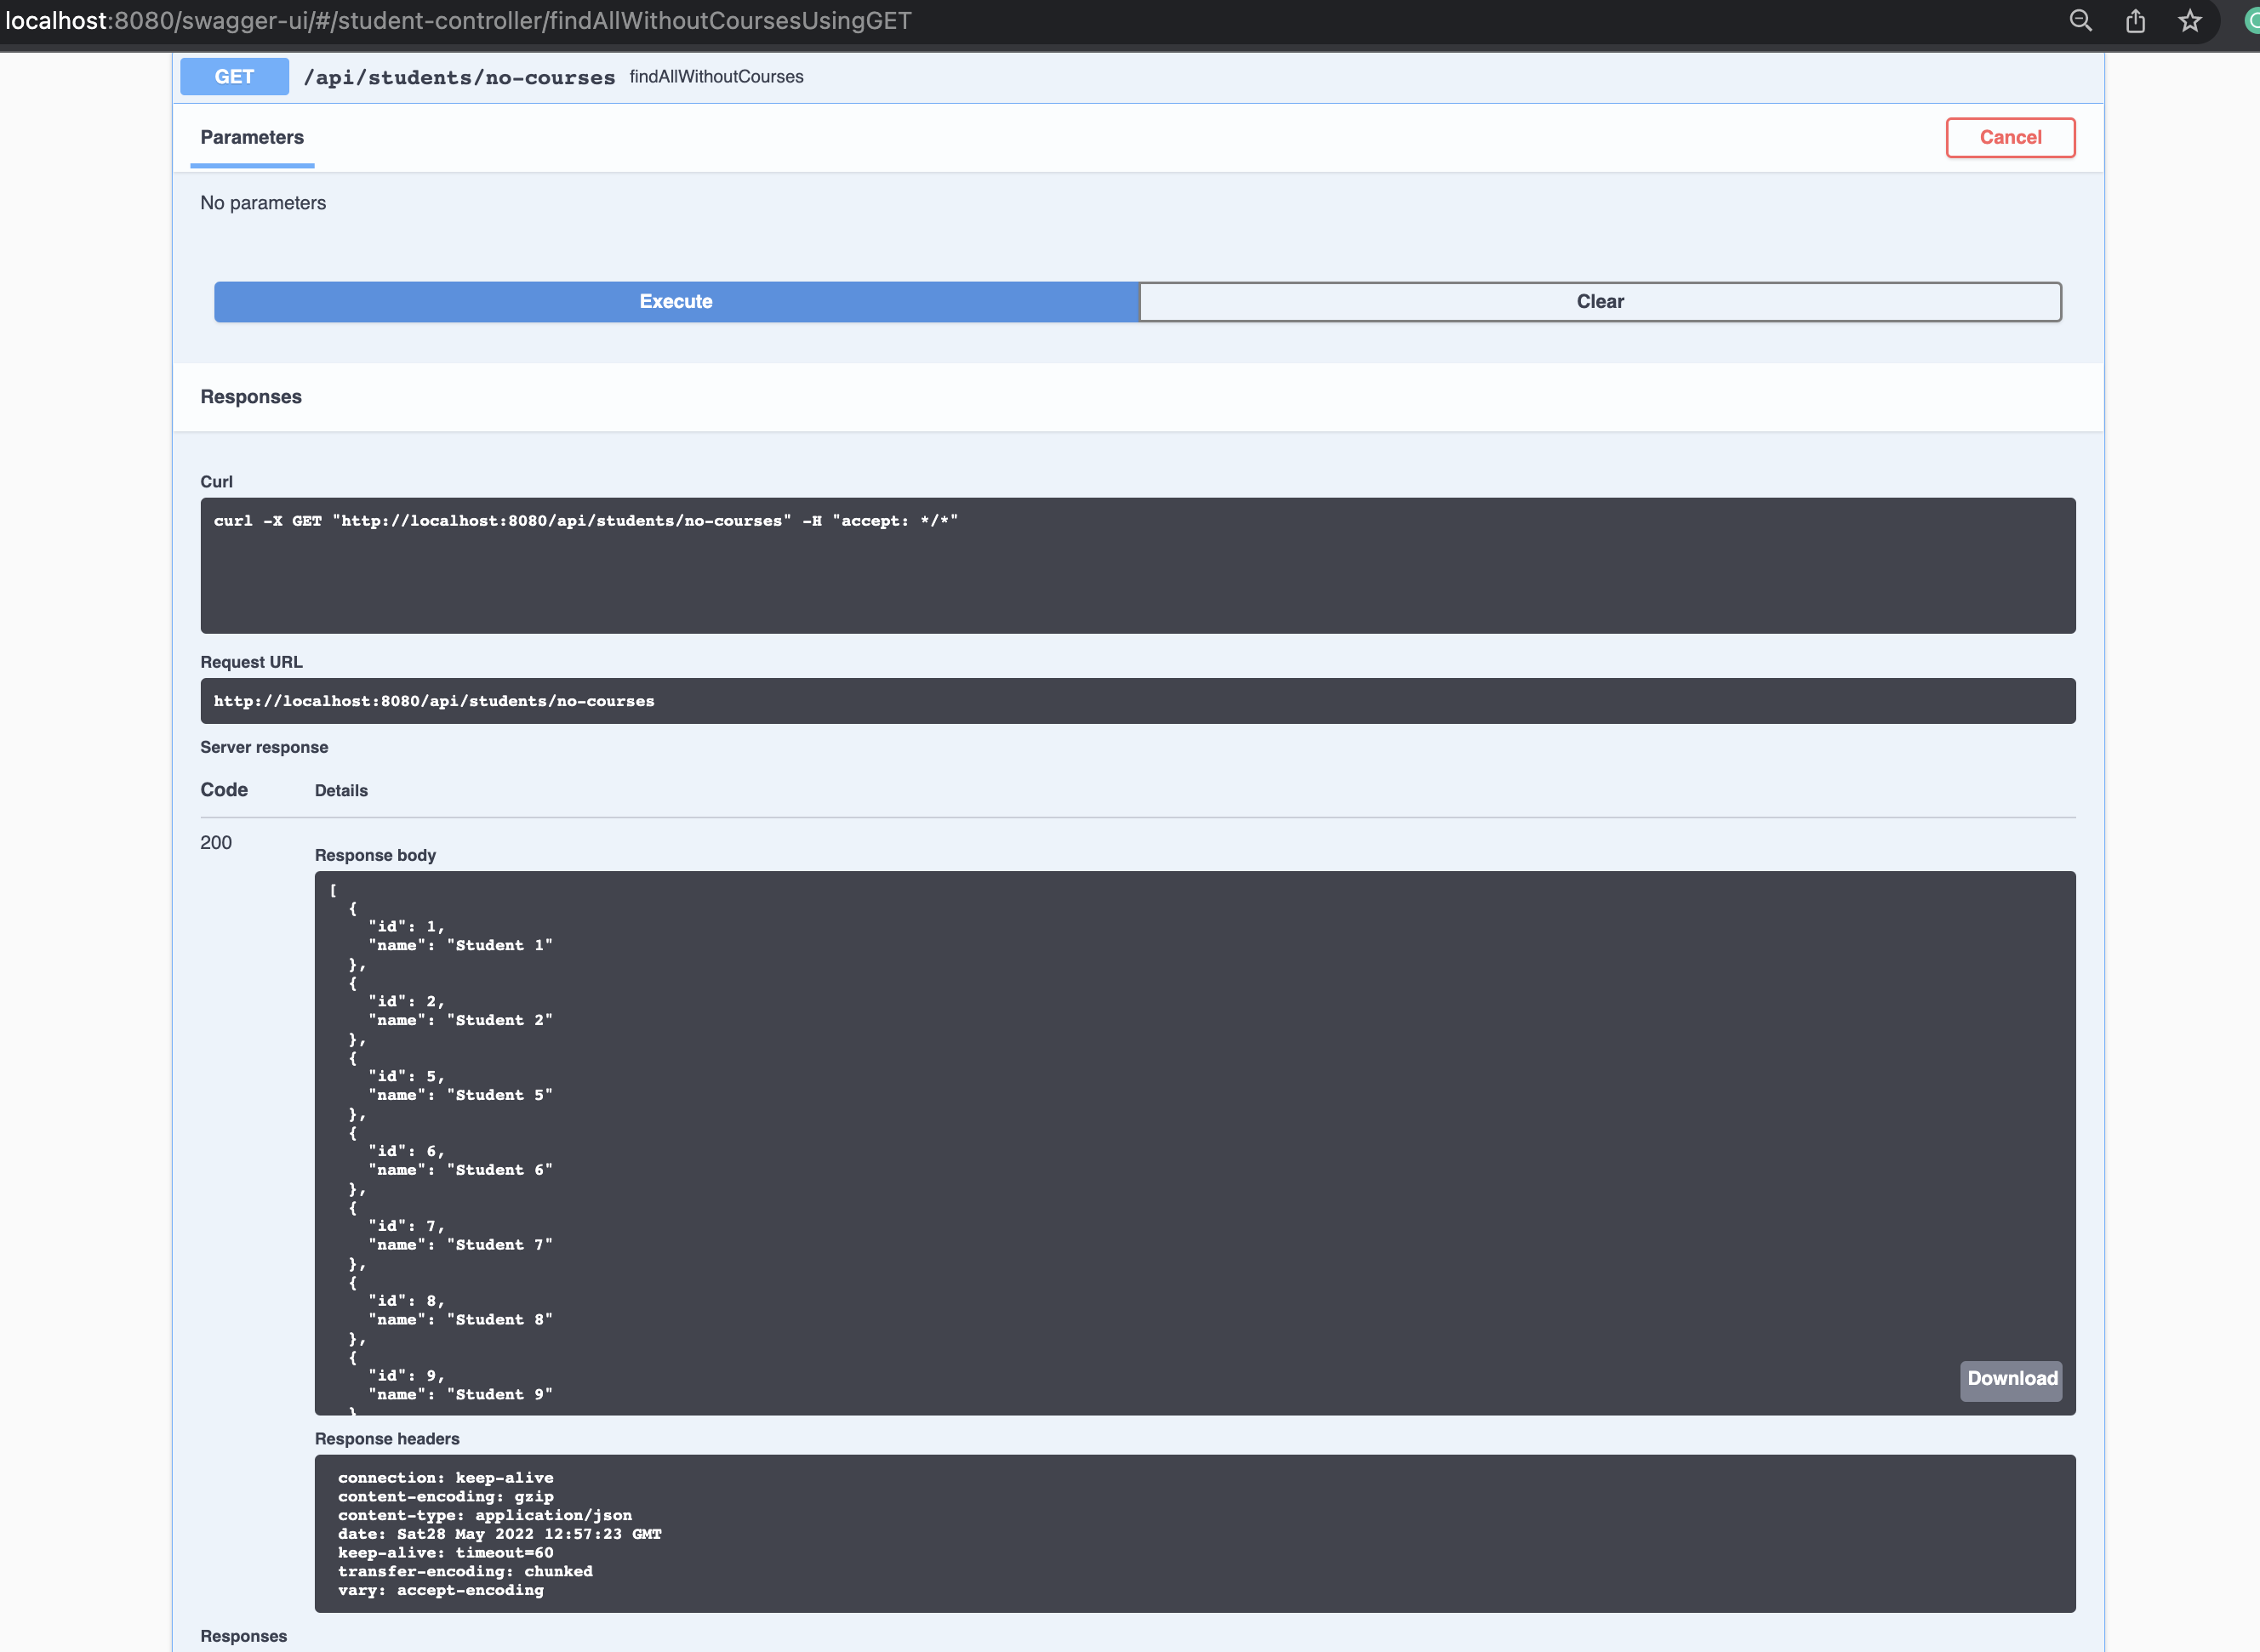 localhost:8080/swagger-ui/#/student-controller/findAllWithoutCoursesUsingGET
GET /api/students/no-courses findAllWithoutCourses
Parameters
Cancel
No parameters
Execute
Clear
Responses
Curl
curl -X GET "http://localhost:8080/api/students/no-courses" -H "accept: */*"
Request URL
http://localhost:8080/api/students/no-courses
Server response
Code Details
200
Response body
[
  {
    "id": 1,
    "name": "Student 1"
  },
  {
    "id": 2,
    "name": "Student 2"
  },
  {
    "id": 5,
    "name": "Student 5"
  },
  {
    "id": 6,
    "name": "Student 6"
  },
  {
    "id": 7,
    "name": "Student 7"
  },
  {
    "id": 8,
    "name": "Student 8"
  },
  {
    "id": 9,
    "name": "Student 9"
  }
Download
Response headers
connection: keep-alive
content-encoding: gzip
content-type: application/json
date: Sat28 May 2022 12:57:23 GMT
keep-alive: timeout=60
transfer-encoding: chunked
vary: accept-encoding
Responses